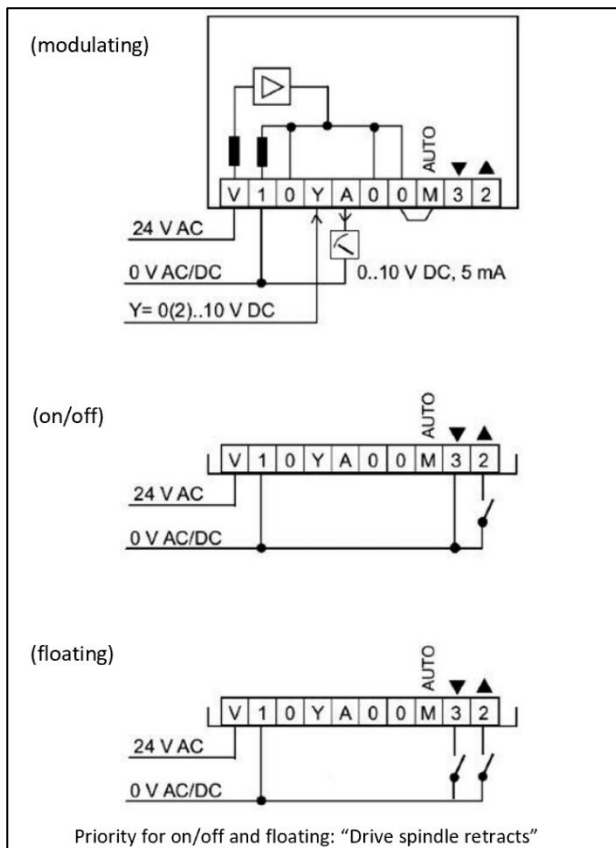 (modulating)
AUTO
▼ ▲
V 1 0 Y A 0 0 M 3 2
24 V AC
0 V AC/DC
0..10 V DC, 5 mA
Y= 0(2)..10 V DC
(on/off)
AUTO
▼ ▲
V 1 0 Y A 0 0 M 3 2
24 V AC
0 V AC/DC
(floating)
AUTO
▼ ▲
V 1 0 Y A 0 0 M 3 2
24 V AC
0 V AC/DC
Priority for on/off and floating: “Drive spindle retracts”